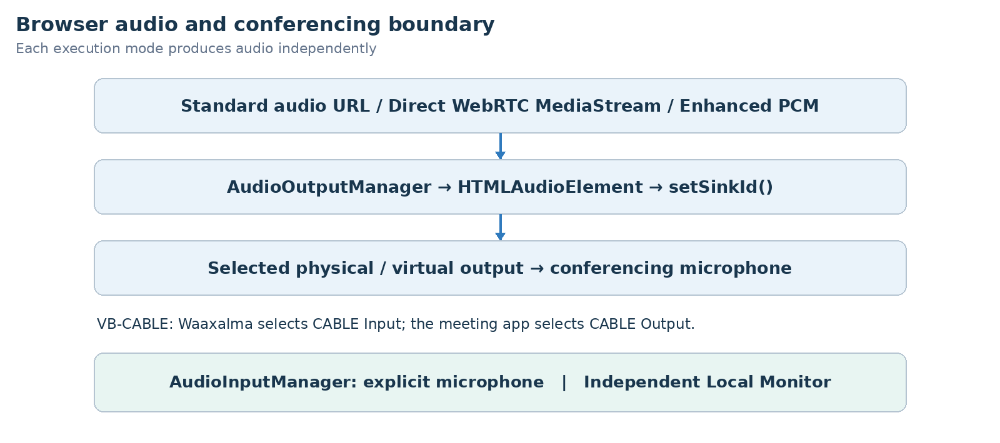 Browser audio and conferencing boundary
Each execution mode produces audio independently
Standard audio URL / Direct WebRTC MediaStream / Enhanced PCM
AudioOutputManager → HTMLAudioElement → setSinkId()
Selected physical / virtual output → conferencing microphone
VB-CABLE: Waaxalma selects CABLE Input; the meeting app selects CABLE Output.
AudioInputManager: explicit microphone | Independent Local Monitor